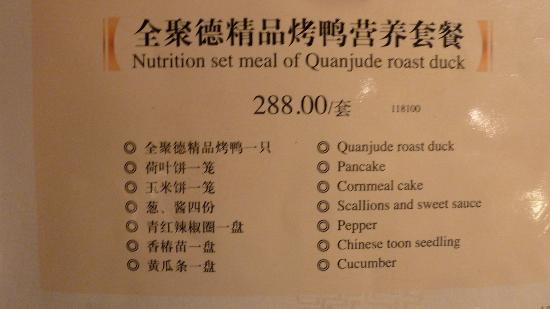 全聚德精品烤鸭营养套餐
Nutrition set meal of Quanjude roast duck
288.00/套 118100
◎ 全聚德精品烤鸭一只 ◎ Quanjude roast duck
◎ 荷叶饼一笼 ◎ Pancake
◎ 玉米饼一笼 ◎ Cornmeal cake
◎ 葱、酱四份 ◎ Scallions and sweet sauce
◎ 青红辣椒圈一盘 ◎ Pepper
◎ 香椿苗一盘 ◎ Chinese toon seedling
◎ 黄瓜条一盘 ◎ Cucumber